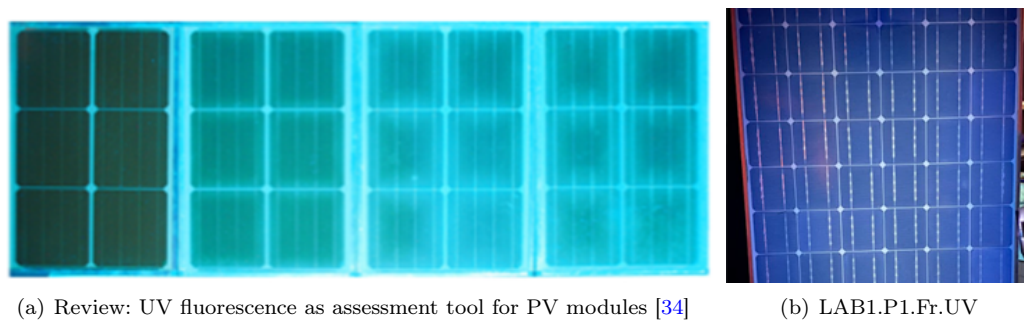 (a) Review: UV fluorescence as assessment tool for PV modules [34]
(b) LAB1.P1.Fr.UV